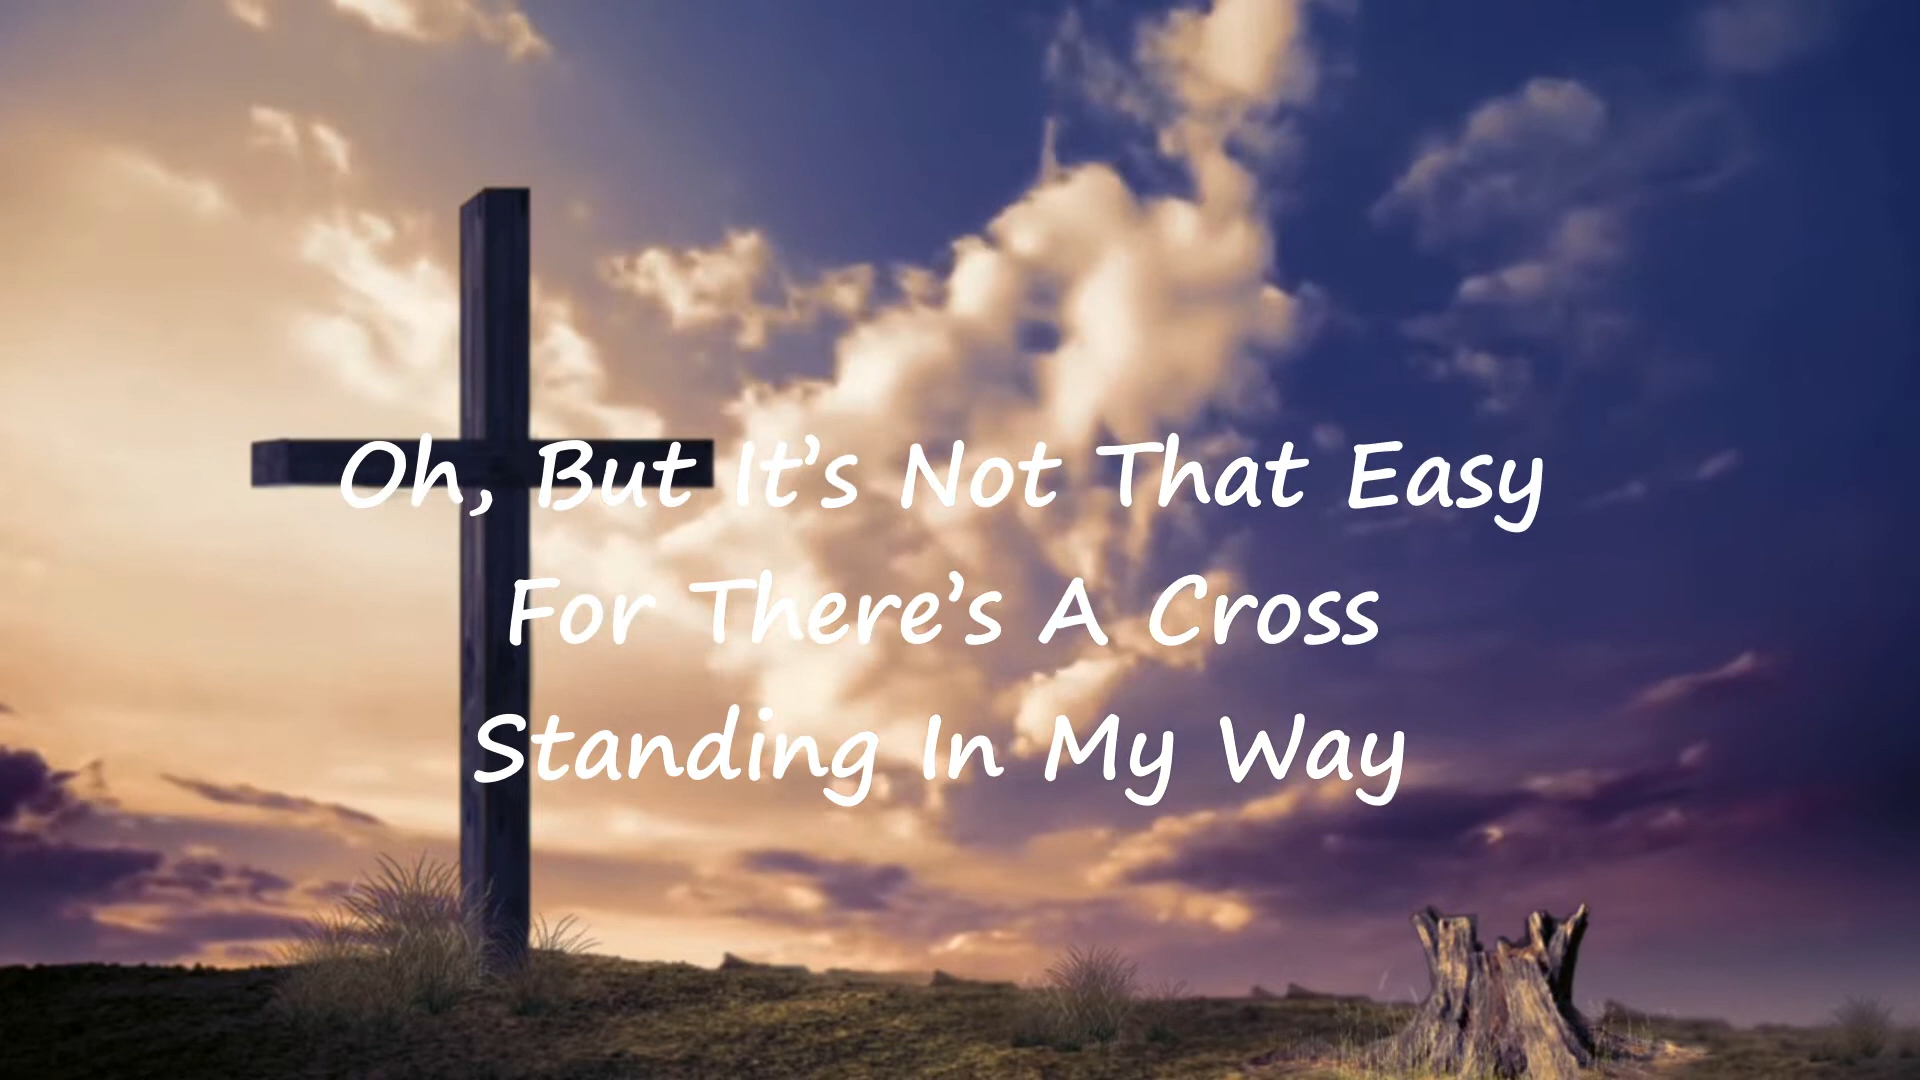 Oh, But It’s Not That Easy
For There’s A Cross
Standing In My Way